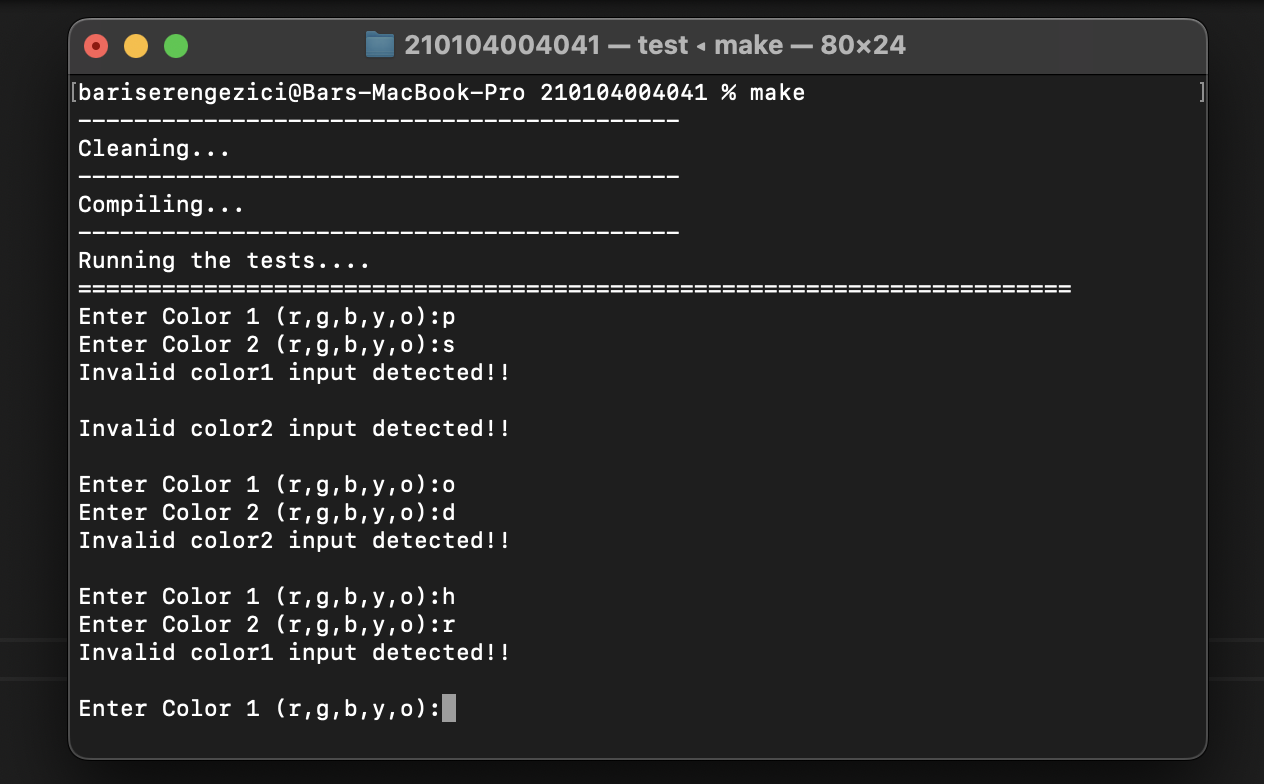 210104004041 — test ◂ make — 80×24
[bariserengezici@Bars-MacBook-Pro 210104004041 % make ]
-------------------------------------------
Cleaning...
-------------------------------------------
Compiling...
-------------------------------------------
Running the tests....
=======================================================================
Enter Color 1 (r,g,b,y,o):p
Enter Color 2 (r,g,b,y,o):s
Invalid color1 input detected!!
Invalid color2 input detected!!
Enter Color 1 (r,g,b,y,o):o
Enter Color 2 (r,g,b,y,o):d
Invalid color2 input detected!!
Enter Color 1 (r,g,b,y,o):h
Enter Color 2 (r,g,b,y,o):r
Invalid color1 input detected!!
Enter Color 1 (r,g,b,y,o):